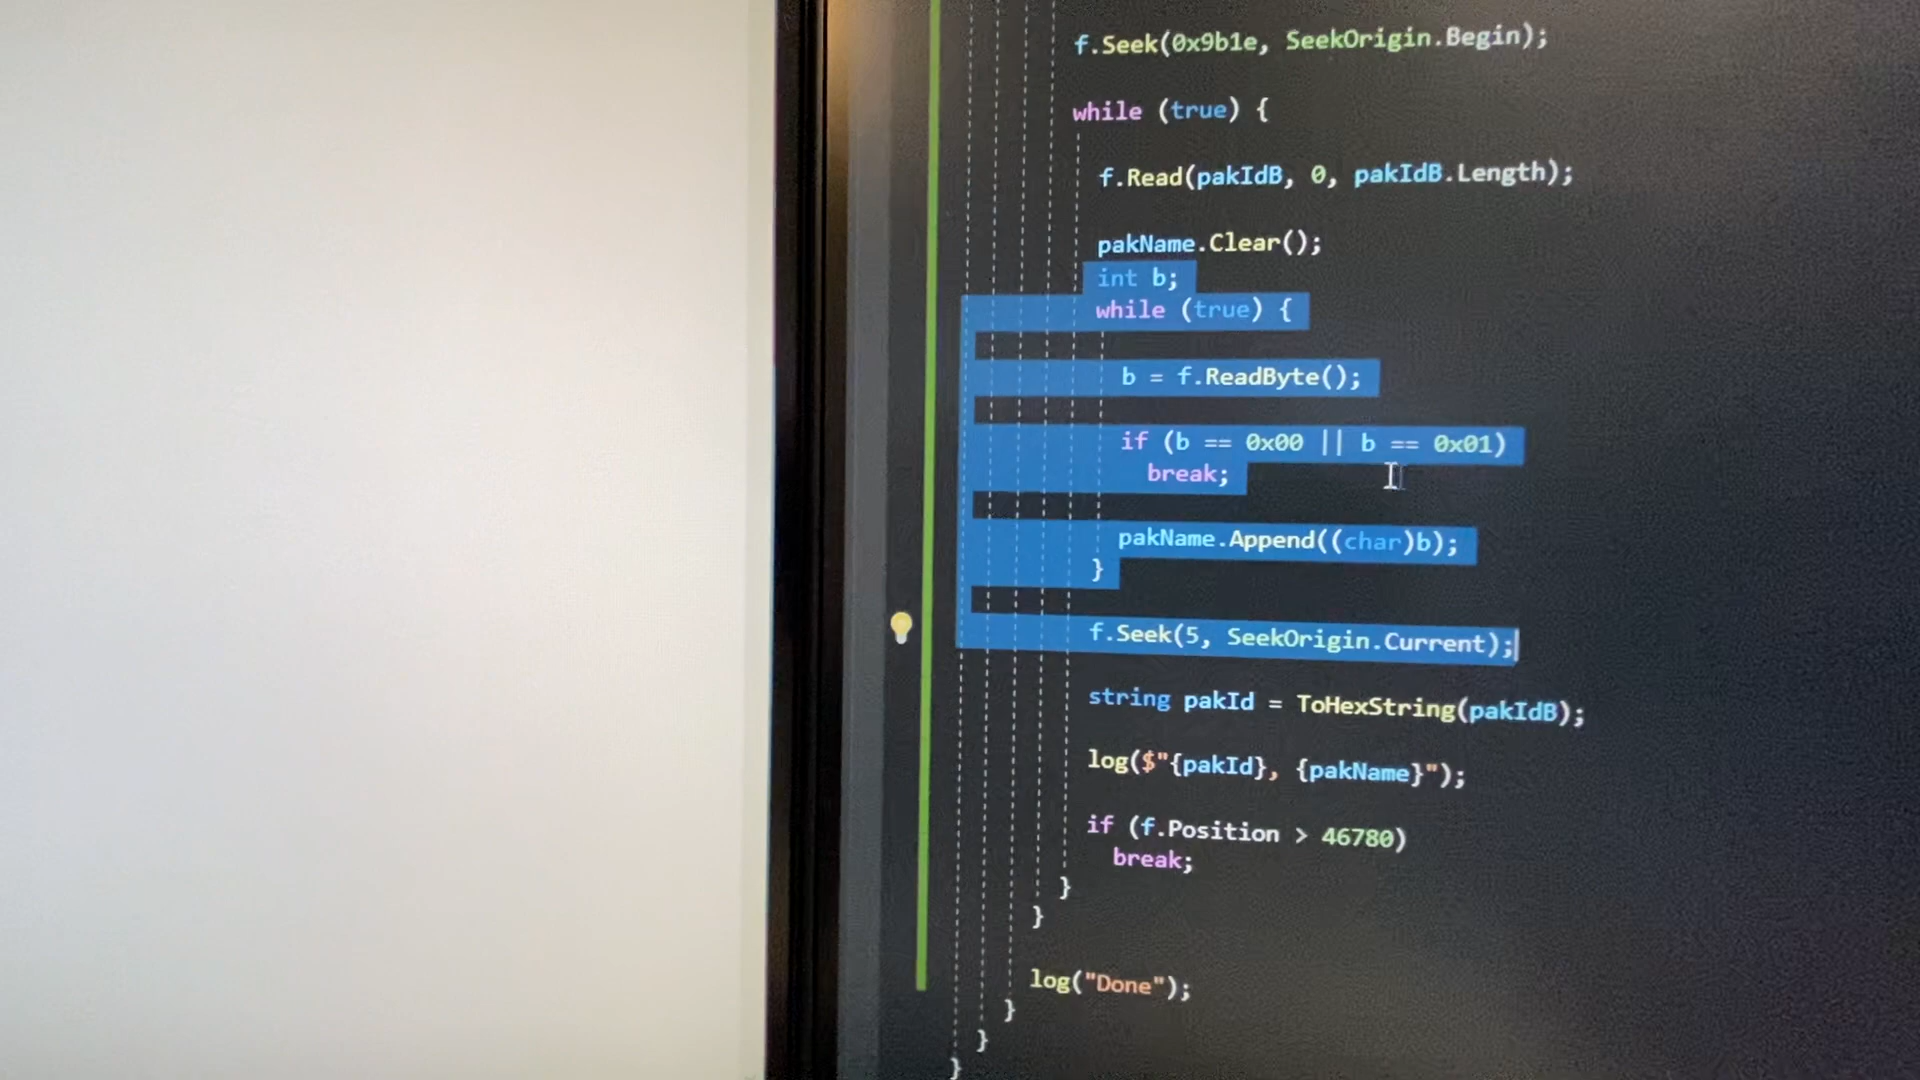 f.Seek(0x9b1e, SeekOrigin.Begin);
while (true) {
f.Read(pakIdB, 0, pakIdB.Length);
pakName.Clear();
int b;
while (true) {
b = f.ReadByte();
if (b == 0x00 || b == 0x01)
break;
pakName.Append((char)b);
}
f.Seek(5, SeekOrigin.Current);
string pakId = ToHexString(pakIdB);
log($"{pakId}, {pakName}");
if (f.Position > 46780)
break;
}
}
log("Done");
}
}
}